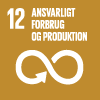 12 ANSVARLIGT
FORBRUG
OG PRODUKTION